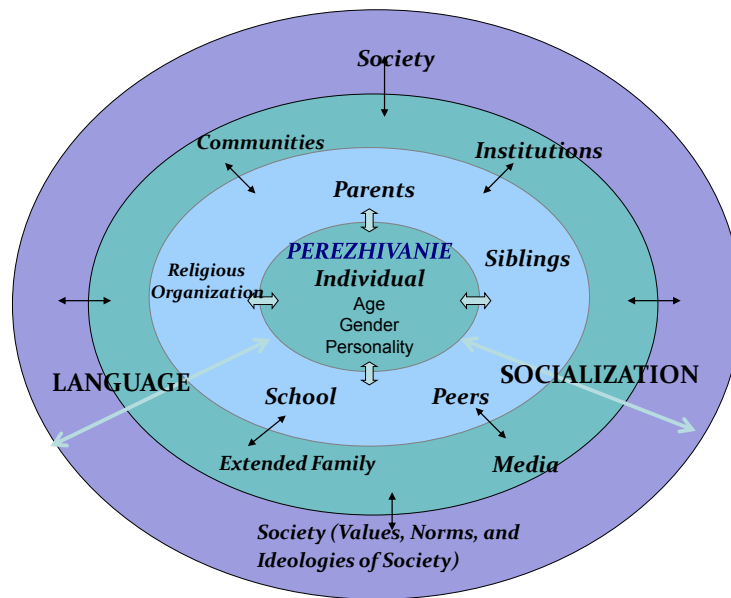 Society
Communities
Institutions
Parents
PEREZHIVANIE
Individual
Siblings
Religious
Organization
Age
Gender
Personality
LANGUAGE
SOCIALIZATION
School
Peers
Extended Family
Media
Society (Values, Norms, and
Ideologies of Society)